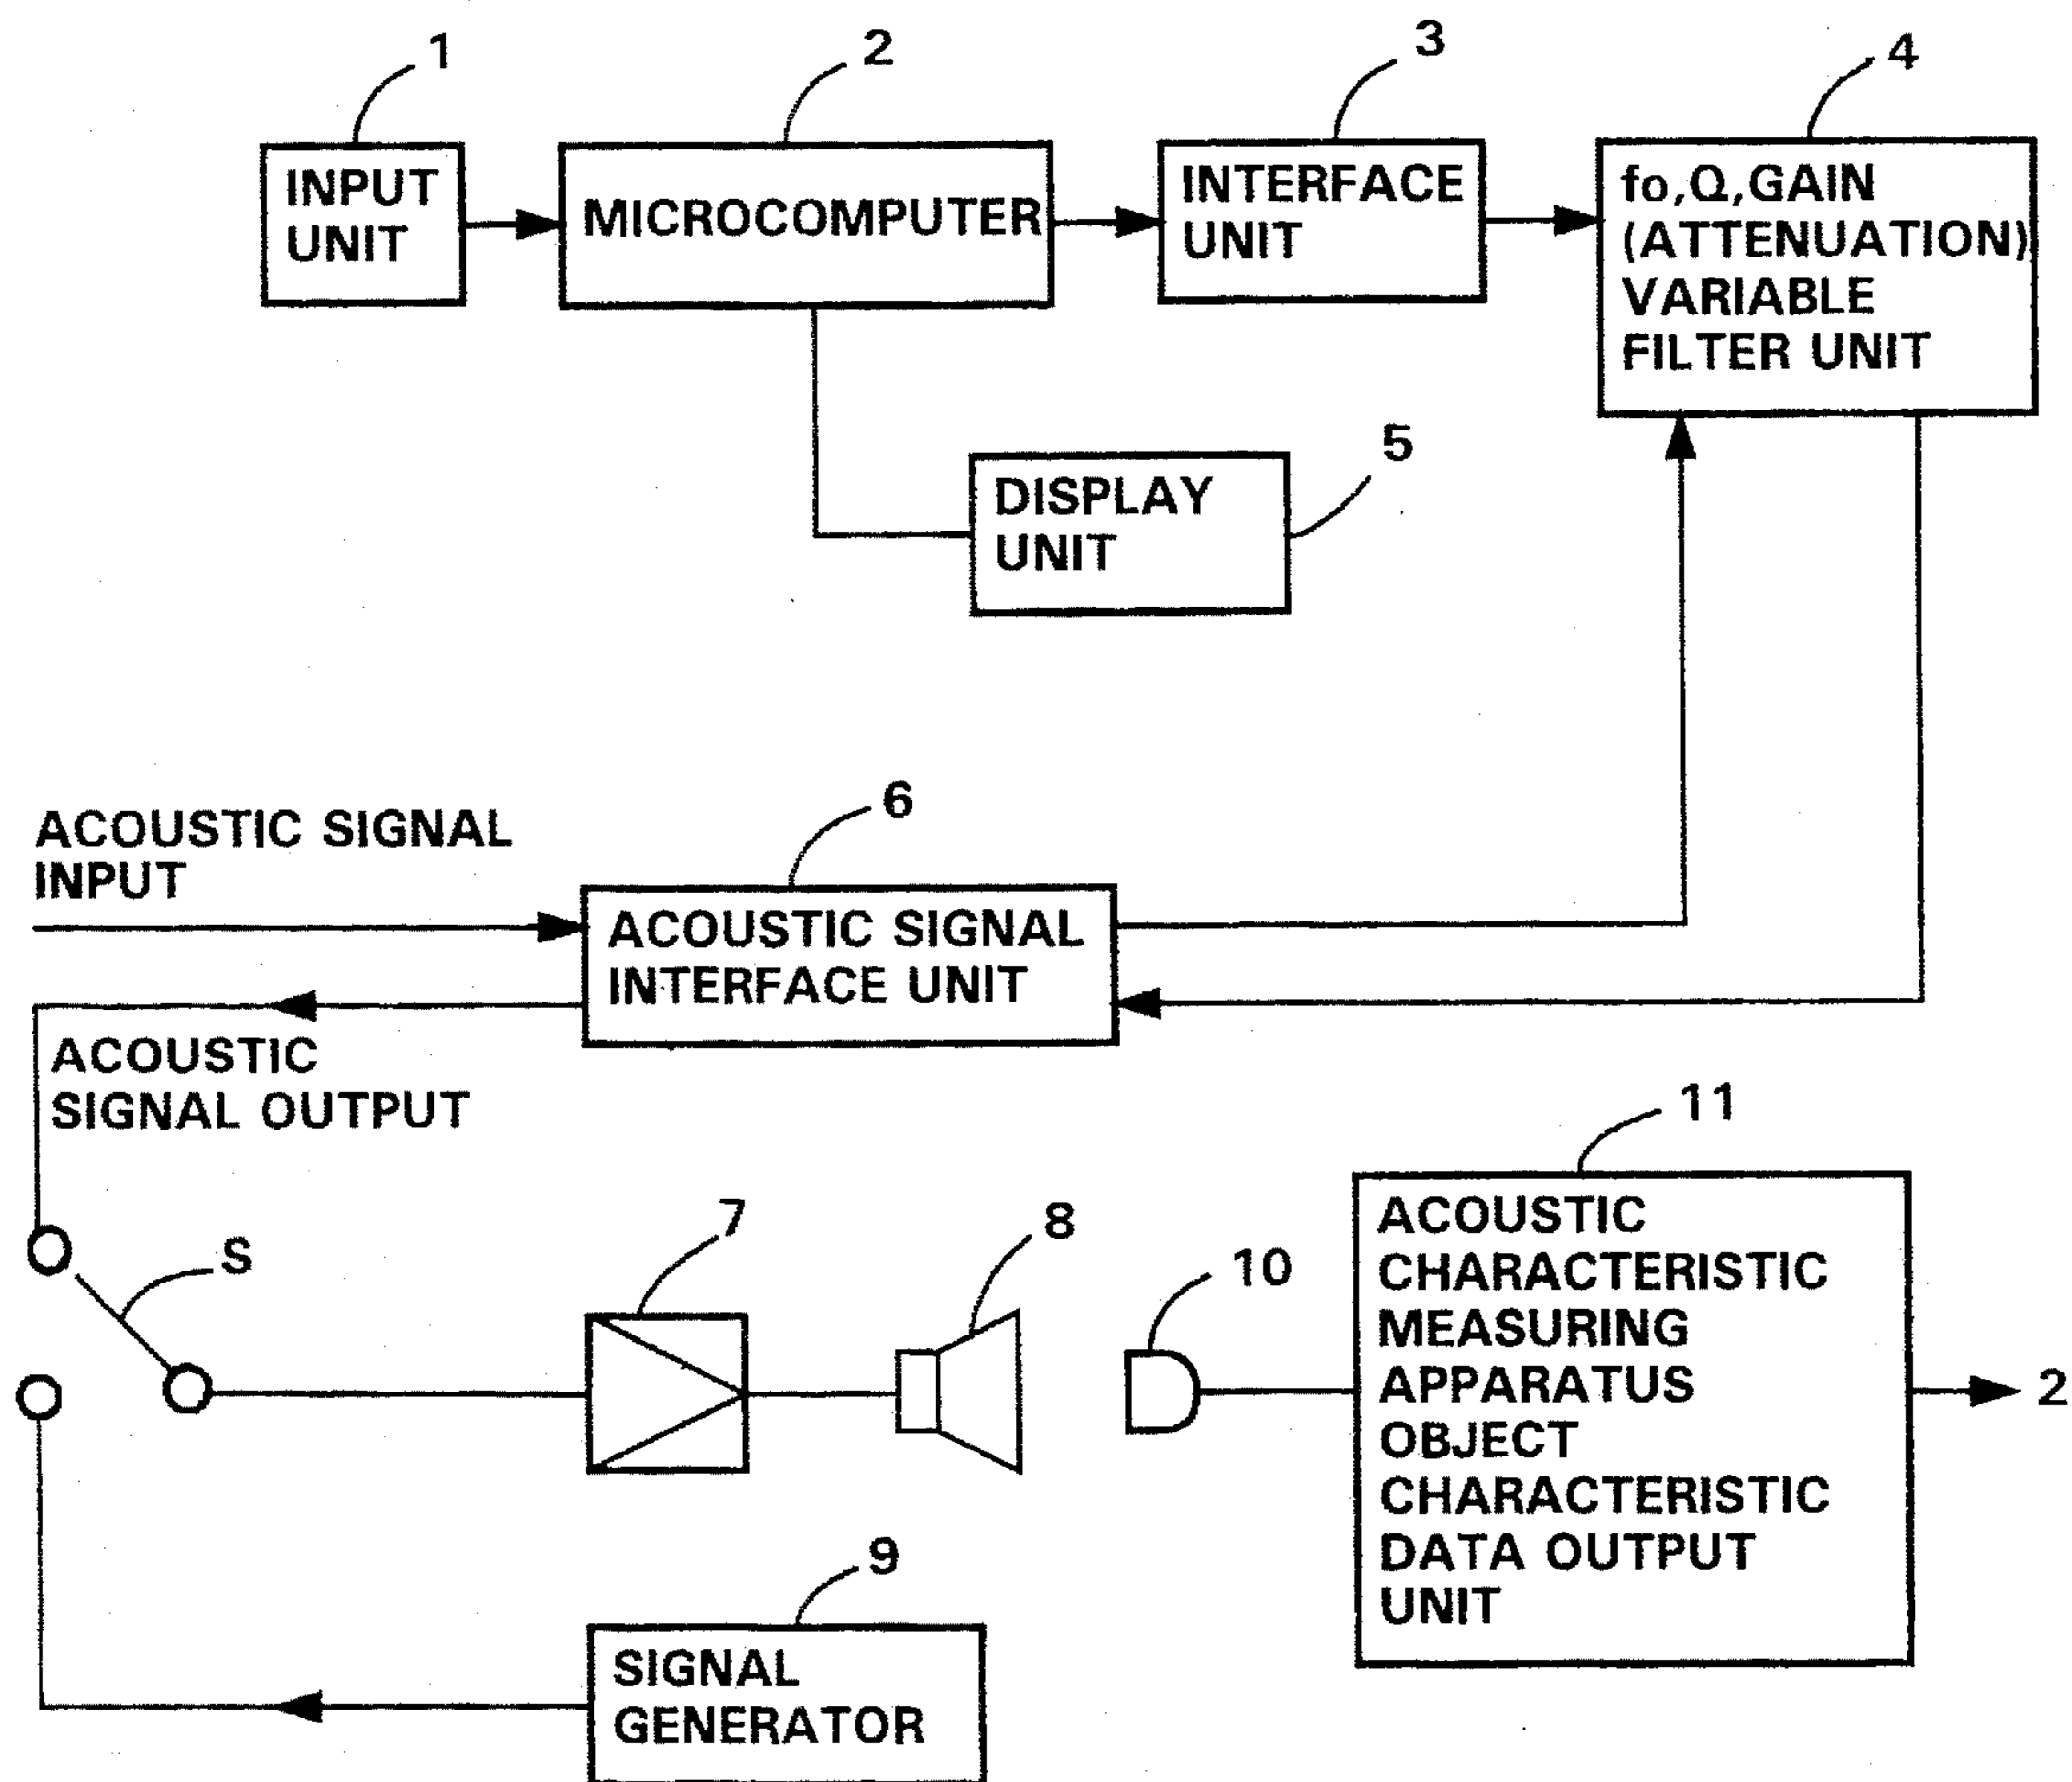 1
2
3
4
INPUT
UNIT
MICROCOMPUTER
INTERFACE
UNIT
fo,Q,GAIN
(ATTENUATION)
VARIABLE
FILTER UNIT
5
DISPLAY
UNIT
6
ACOUSTIC SIGNAL
INPUT
ACOUSTIC SIGNAL
INTERFACE UNIT
ACOUSTIC
SIGNAL OUTPUT
S
7
8
10
11
ACOUSTIC
CHARACTERISTIC
MEASURING
APPARATUS
OBJECT
CHARACTERISTIC
DATA OUTPUT
UNIT
2
9
SIGNAL
GENERATOR